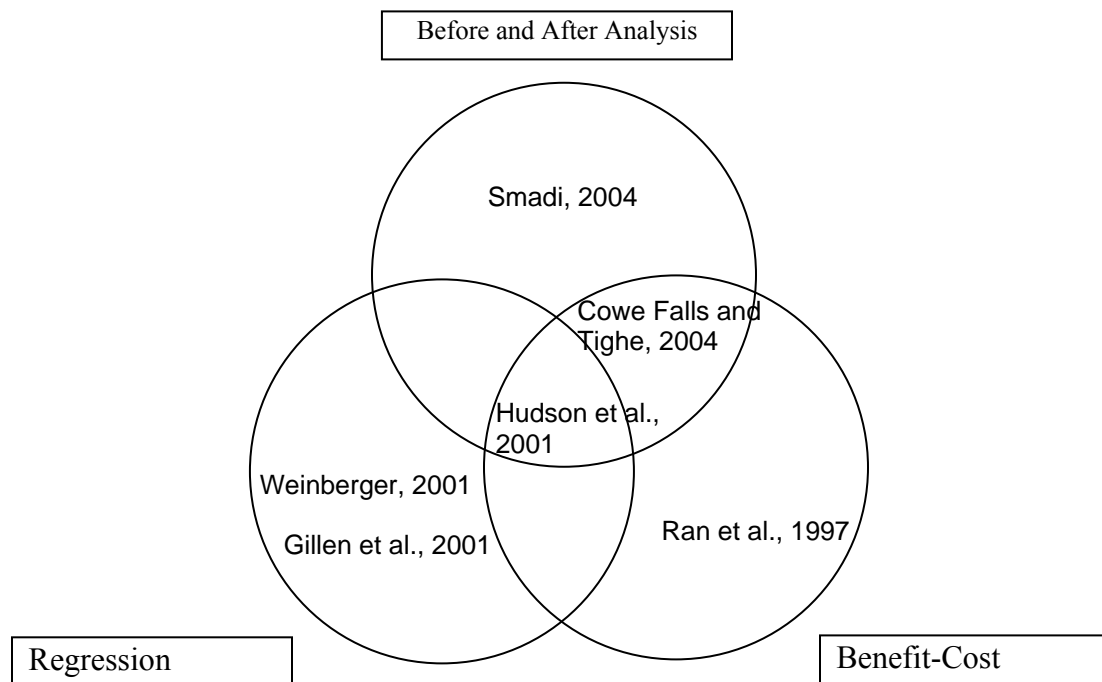 Before and After Analysis
Smadi, 2004
Cowe Falls and
Tighe, 2004
Hudson et al.,
2001
Weinberger, 2001
Ran et al., 1997
Gillen et al., 2001
Regression
Benefit-Cost